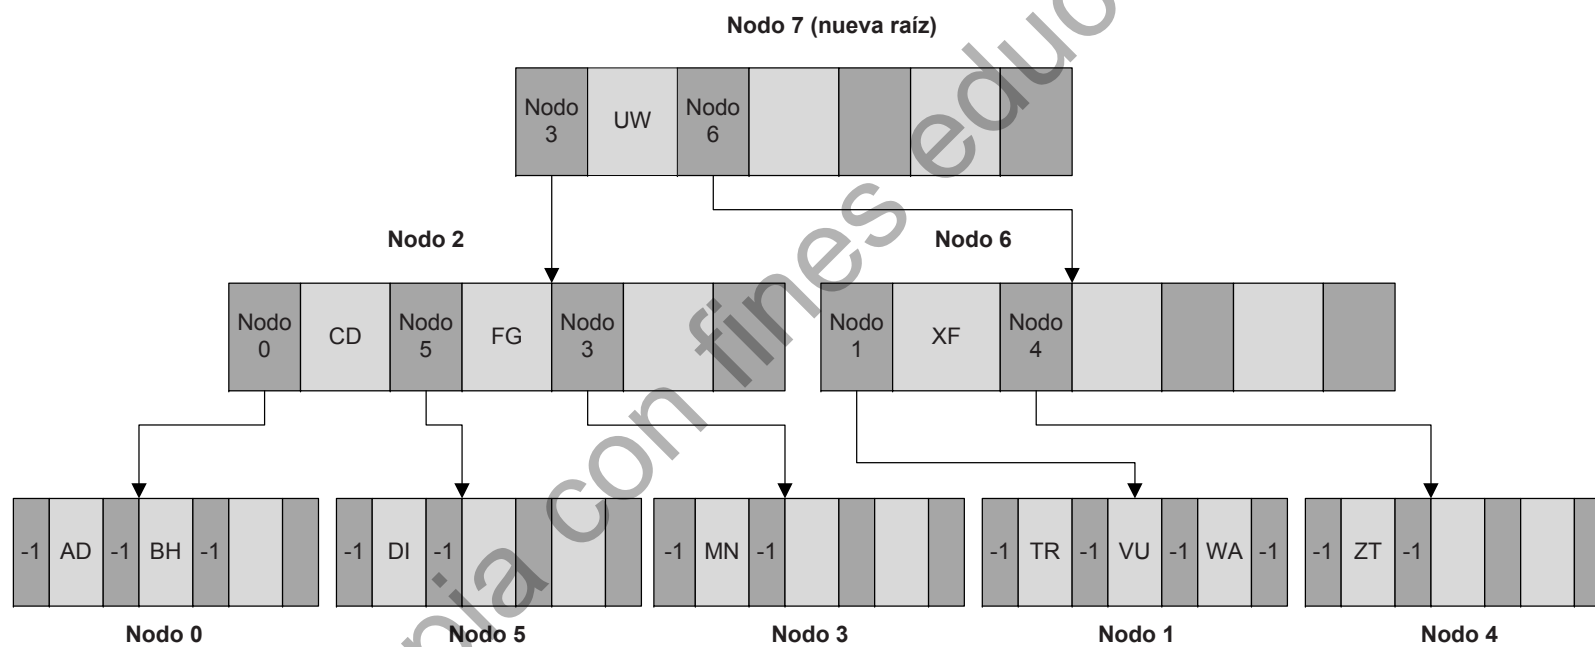 Nodo 7 (nueva raíz)
Nodo 3 UW Nodo 6
Nodo 2 Nodo 6
Nodo 0 CD Nodo 5 FG Nodo 3
Nodo 1 XF Nodo 4
-1 AD -1 BH -1
-1 DI -1
-1 MN -1
-1 TR -1 VU -1 WA -1
-1 ZT -1
Nodo 0 Nodo 5 Nodo 3 Nodo 1 Nodo 4
con fines